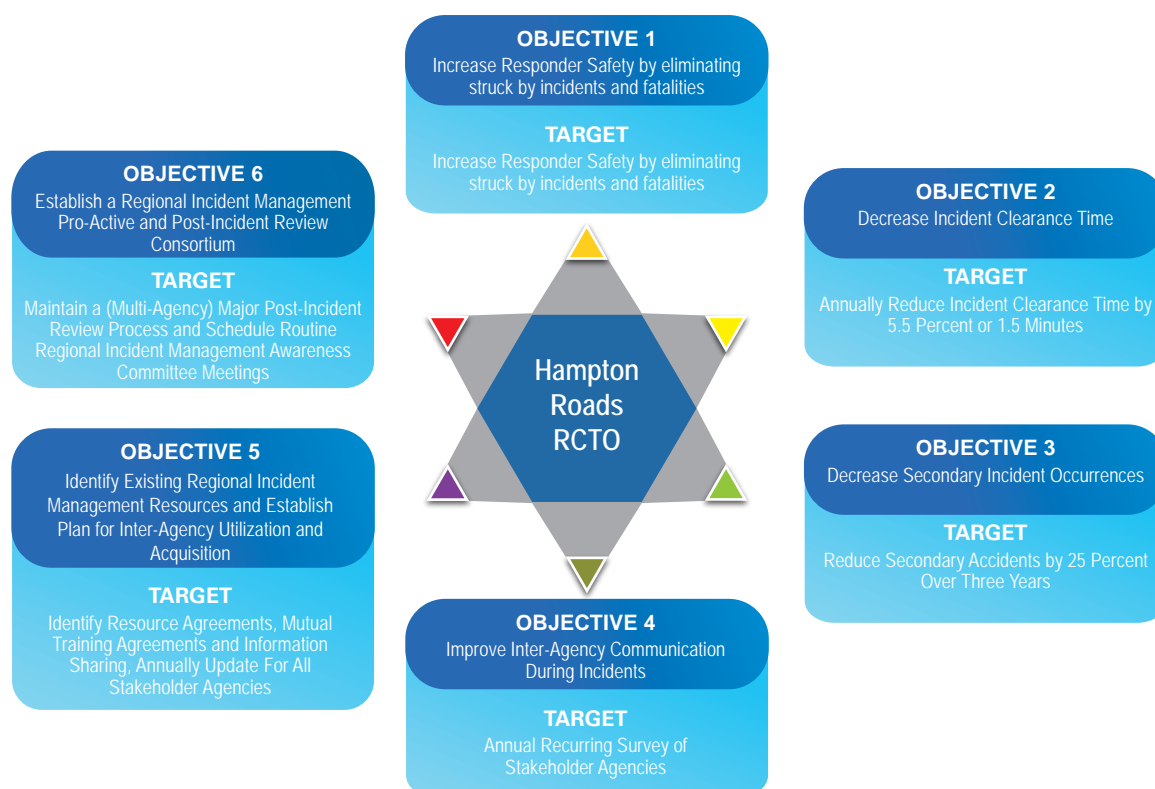 OBJECTIVE 1
Increase Responder Safety by eliminating
struck by incidents and fatalities
TARGET
Increase Responder Safety by eliminating
struck by incidents and fatalities
OBJECTIVE 2
Decrease Incident Clearance Time
TARGET
Annually Reduce Incident Clearance Time by
5.5 Percent or 1.5 Minutes
OBJECTIVE 3
Decrease Secondary Incident Occurrences
TARGET
Reduce Secondary Accidents by 25 Percent
Over Three Years
OBJECTIVE 4
Improve Inter-Agency Communication
During Incidents
TARGET
Annual Recurring Survey of
Stakeholder Agencies
OBJECTIVE 5
Identify Existing Regional Incident
Management Resources and Establish
Plan for Inter-Agency Utilization and
Acquisition
TARGET
Identify Resource Agreements, Mutual
Training Agreements and Information
Sharing, Annually Update For All
Stakeholder Agencies
OBJECTIVE 6
Establish a Regional Incident Management
Pro-Active and Post-Incident Review
Consortium
TARGET
Maintain a (Multi-Agency) Major Post-Incident
Review Process and Schedule Routine
Regional Incident Management Awareness
Committee Meetings
Hampton
Roads
RCTO